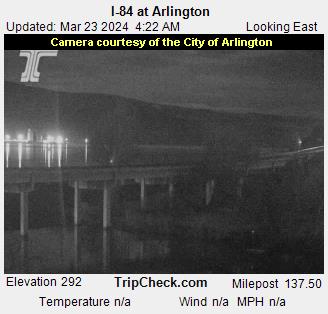 I-84 at Arlington
Updated: Mar 23 2024 4:22 AM Looking East
Camera courtesy of the City of Arlington
Elevation 292 TripCheck.com Milepost 137.50
Temperature n/a Wind n/a MPH n/a